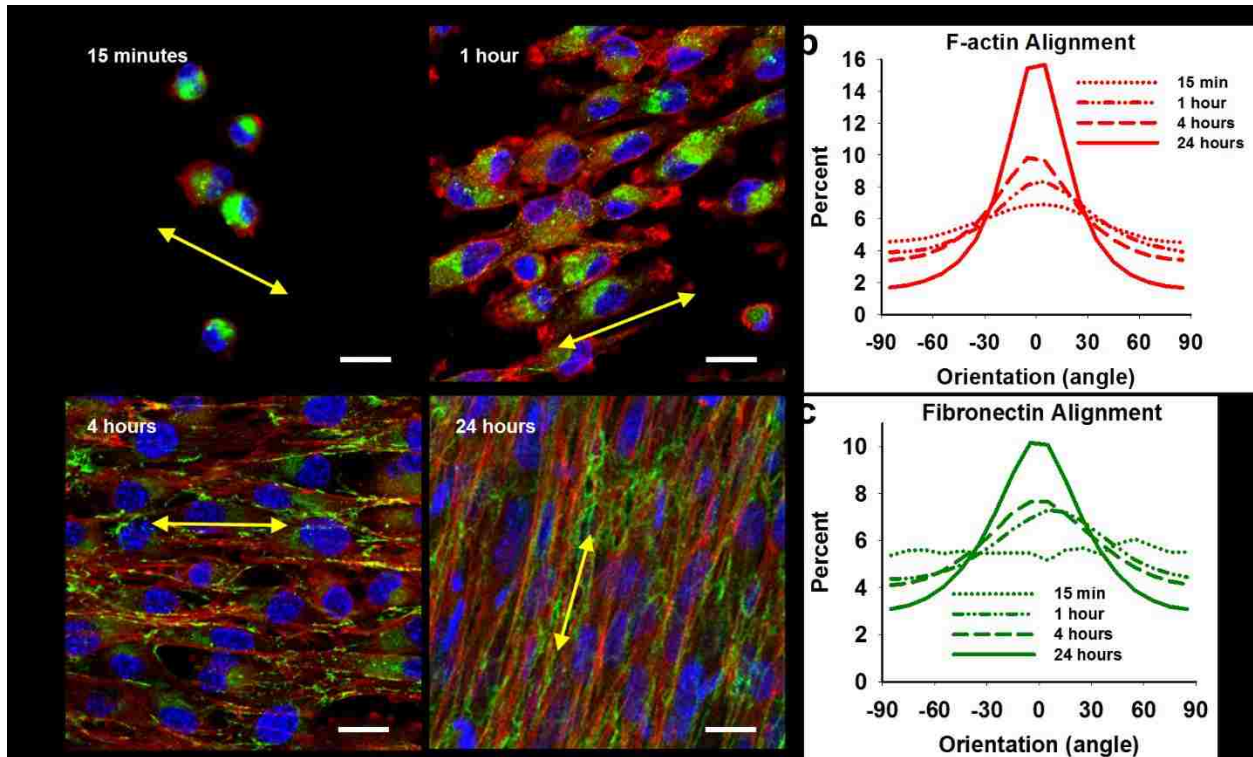 15 minutes
1 hour
4 hours
24 hours
b
F-actin Alignment
16
14
12
10
8
6
4
2
0
Percent
15 min
1 hour
4 hours
24 hours
-90 -60 -30 0 30 60 90
Orientation (angle)
c
Fibronectin Alignment
10
8
6
4
2
0
Percent
15 min
1 hour
4 hours
24 hours
-90 -60 -30 0 30 60 90
Orientation (angle)